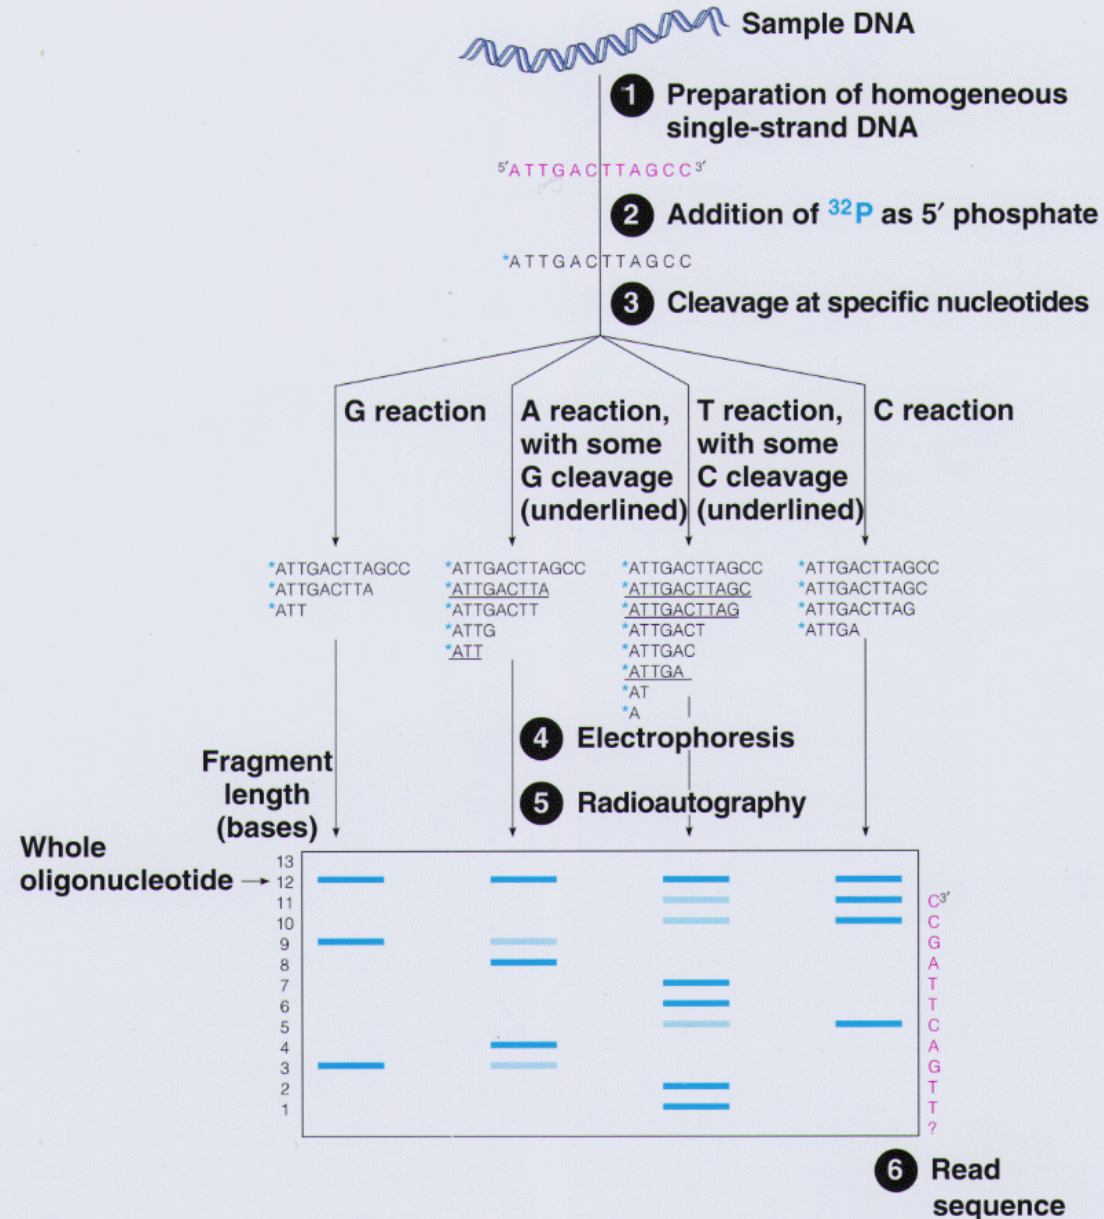 Sample DNA
1 Preparation of homogeneous
single-strand DNA
5′ATTGACTTAGCC3′
2 Addition of 32P as 5′ phosphate
*ATTGACTTAGCC
3 Cleavage at specific nucleotides
G reaction
A reaction,
with some
G cleavage
(underlined)
T reaction,
with some
C cleavage
(underlined)
C reaction
*ATTGACTTAGCC
*ATTGACTTA
*ATT
*ATTGACTTAGCC
*ATTGACTTA
*ATTGACTT
*ATTG
*ATT
*ATTGACTTAGCC
*ATTGACTTAGC
*ATTGACTTAG
*ATTGACT
*ATTGAC
*ATTGA
*AT
*A
*ATTGACTTAGCC
*ATTGACTTAGC
*ATTGACTTAG
*ATTGA
4 Electrophoresis
5 Radioautography
Fragment
length
(bases)
Whole
oligonucleotide
13
12
11
10
9
8
7
6
5
4
3
2
1
C3′
C
G
A
T
T
C
A
G
T
T
?
6 Read
sequence